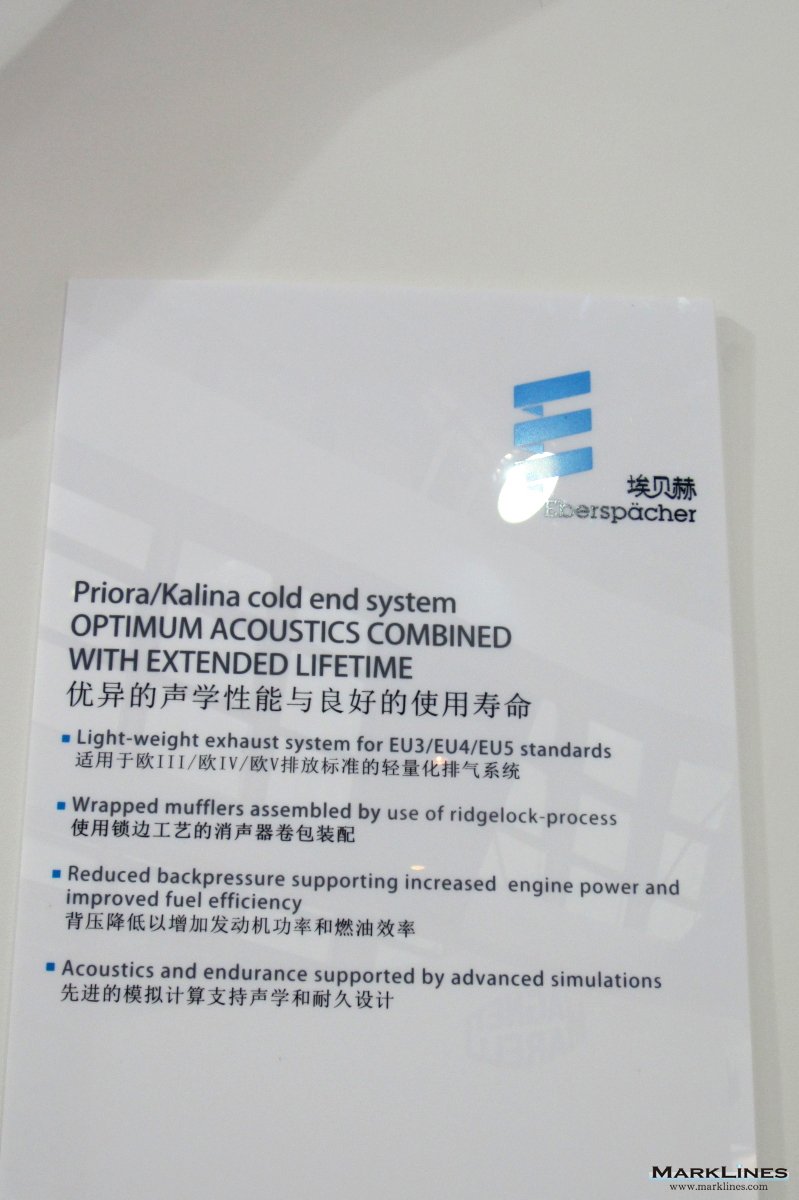 埃贝赫
Eberspächer
Priora/Kalina cold end system
OPTIMUM ACOUSTICS COMBINED
WITH EXTENDED LIFETIME
优异的声学性能与良好的使用寿命
▪ Light-weight exhaust system for EU3/EU4/EU5 standards
适用于欧III/欧IV/欧V排放标准的轻量化排气系统
▪ Wrapped mufflers assembled by use of ridgelock-process
使用锁边工艺的消声器卷包装配
▪ Reduced backpressure supporting increased engine power and
improved fuel efficiency
背压降低以增加发动机功率和燃油效率
▪ Acoustics and endurance supported by advanced simulations
先进的模拟计算支持声学和耐久设计
MARKLINES
www.marklines.com